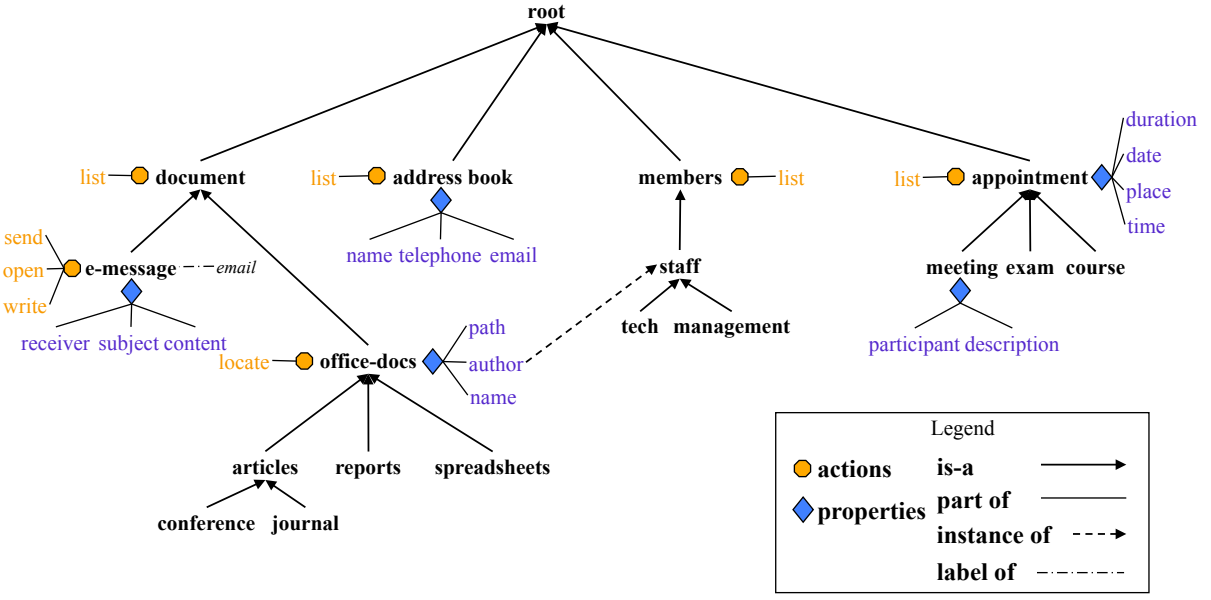 root
duration
date
list document
list address book
members list
list appointment
place
time
send
name telephone email
open e-message email
staff
meeting exam course
write
tech management
receiver subject content
path
participant description
locate office-docs
author
name
Legend
articles reports spreadsheets
actions
is-a
part of
properties
conference journal
instance of
label of